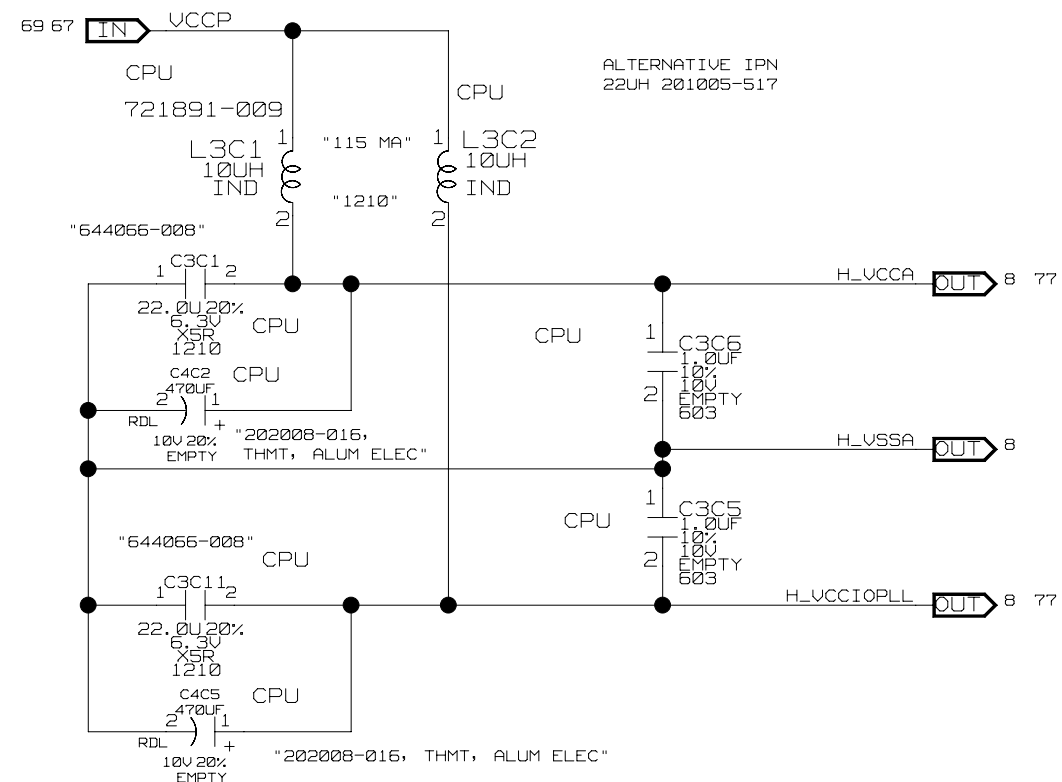 69 67 IN VCCP
ALTERNATIVE IPN
22UH 201005-517
CPU
721891-009
CPU
1
L3C1
10UH
IND
2
"115 MA"
"1210"
1
L3C2
10UH
IND
2
"644066-008"
C3C1
1 2
22.0U 20%
6.3V
X5R
1210
CPU
H_VCCA OUT 8 77
C4C2
470UF
CPU
2 1
RDL +
10V 20%
EMPTY
"202008-016,
THMT, ALUM ELEC"
CPU
1
C3C6
1.0UF
10%
10V
2
EMPTY
603
H_VSSA OUT 8
CPU
1
C3C5
1.0UF
10%
10V
2
EMPTY
603
"644066-008"
CPU
C3C11
1 2
22.0U 20%
6.3V
X5R
1210
H_VCCIOPLL OUT 8 77
C4C5
470UF
CPU
2 1
RDL +
10V 20%
EMPTY
"202008-016, THMT, ALUM ELEC"